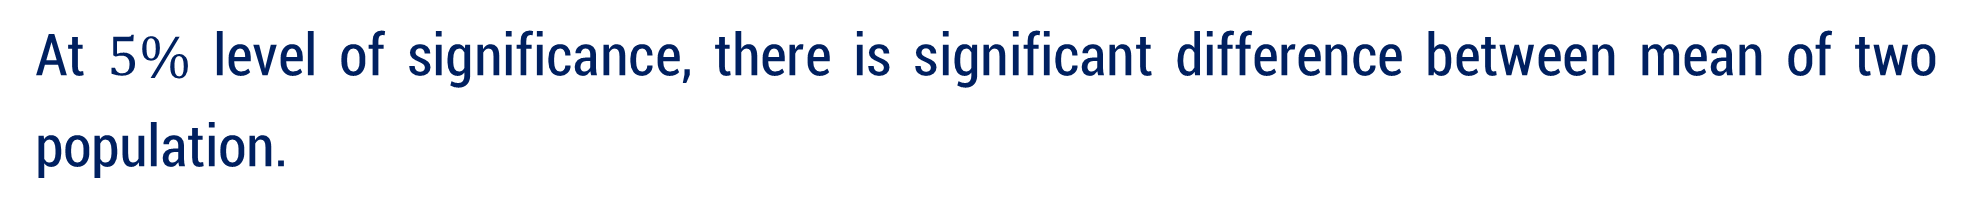 At 5% level of significance, there is significant difference between mean of two
population.